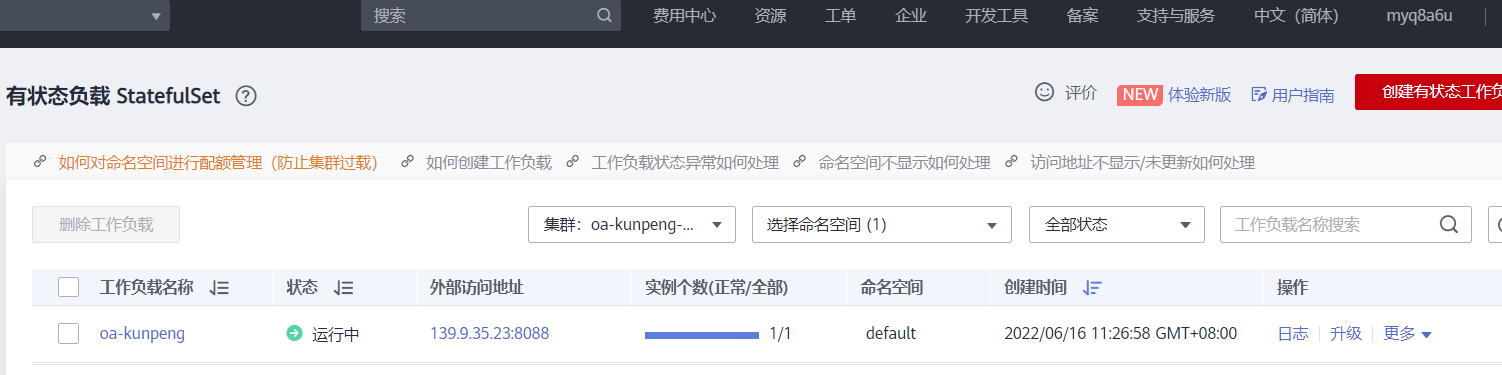 搜索 费用中心 资源 工单 企业 开发工具 备案 支持与服务 中文（简体） myq8a6u
有状态负载 StatefulSet ? 评价 NEW 体验新版 用户指南 创建有状态工作负
如何对命名空间进行配额管理（防止集群过载） 如何创建工作负载 工作负载状态异常如何处理 命名空间不显示如何处理 访问地址不显示/未更新如何处理
删除工作负载 集群：oa-kunpeng-... 选择命名空间 (1) 全部状态 工作负载名称搜索
工作负载名称 状态 外部访问地址 实例个数(正常/全部) 命名空间 创建时间 操作
oa-kunpeng 运行中 139.9.35.23:8088 1/1 default 2022/06/16 11:26:58 GMT+08:00 日志 升级 更多